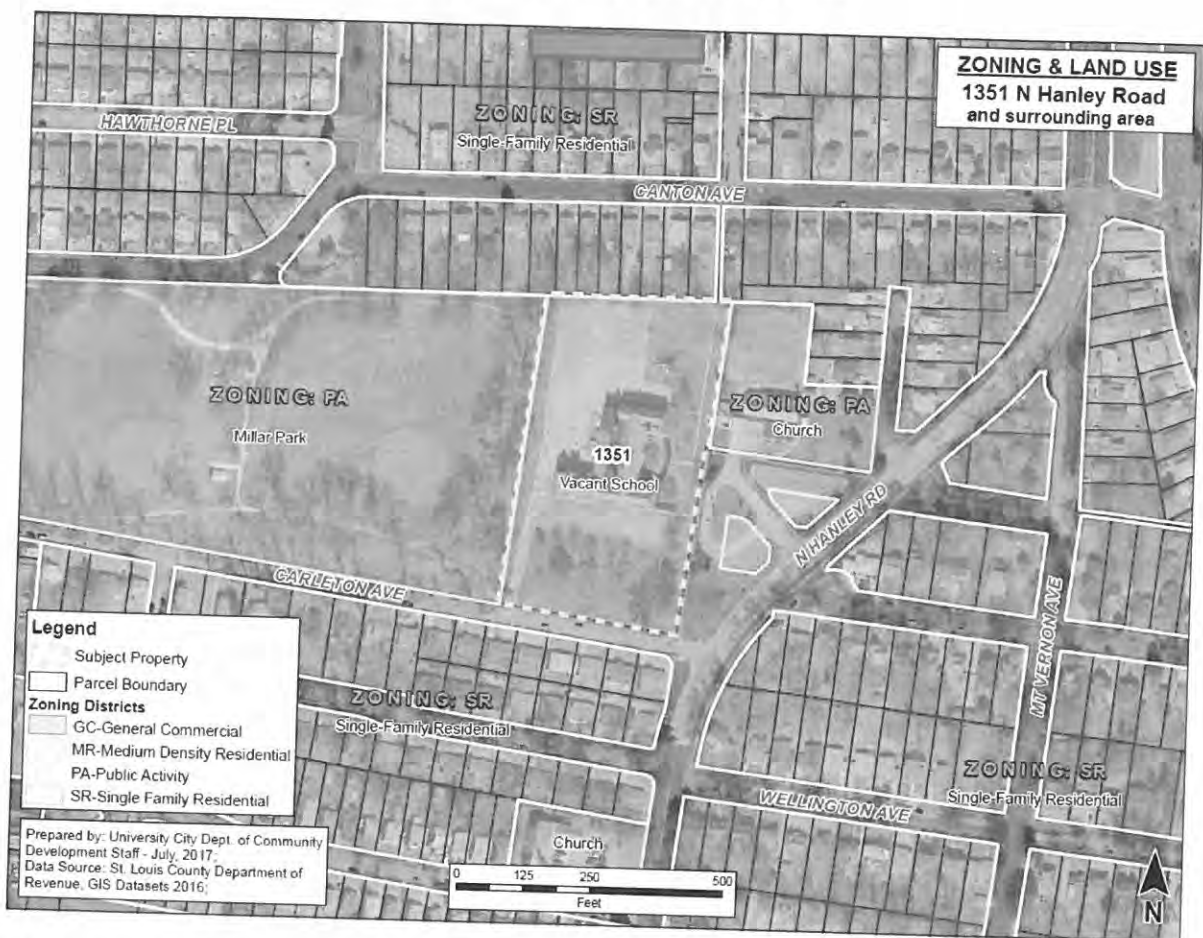 ZONING & LAND USE
1351 N Hanley Road
and surrounding area
ZONING: SR
Single-Family Residential
HAWTHORNE PL
CANTON AVE
ZONING: PA
Millar Park
ZONING: PA
Church
1351
Vacant School
N HANLEY RD
CARLETON AVE
MT VERNON AVE
ZONING: SR
Single-Family Residential
ZONING: SR
Single-Family Residential
WELLINGTON AVE
Church
Legend
Subject Property
Parcel Boundary
Zoning Districts
GC-General Commercial
MR-Medium Density Residential
PA-Public Activity
SR-Single Family Residential
Prepared by: University City Dept. of Community
Development Staff - July, 2017;
Data Source: St. Louis County Department of
Revenue, GIS Datasets 2016;
0 125 250 500
Feet
N